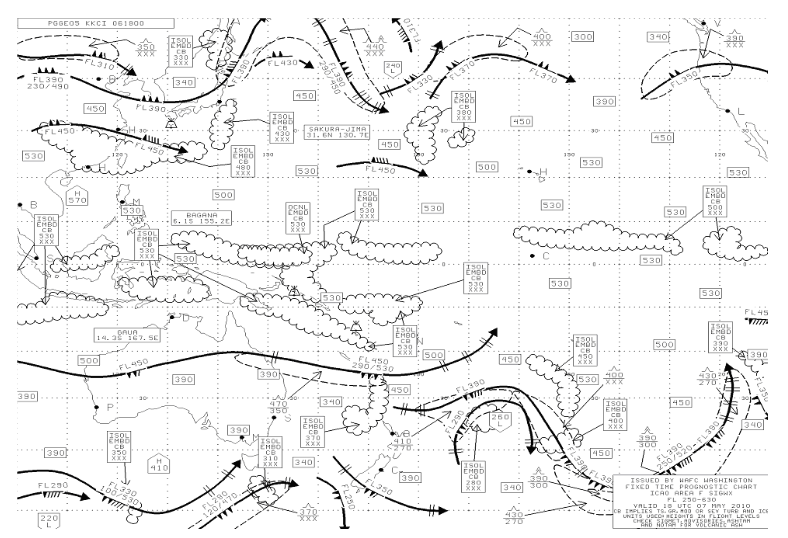 PGGE05 KKCI 061800
350
XXX
ISOL
EMBD
CB
330
XXX
FL310
FL390
230/490
450
340
FL390
FL390
FL430
440
XXX
FL390
290/450
240
L
FL330
FL310
400
XXX
300
FL370
340
390
XXX
FL350
390
L
450
ISOL
EMBD
CB
430
XXX
SAKURA-JIMA
31.6N 130.7E
ISOL
EMBD
CB
380
XXX
450
450
FL450
FL450
530
ISOL
EMBD
CB
480
XXX
530
FL450
500
H
530
530
H
570
M
530
500
BAGANA
6.1S 155.2E
OCNL
EMBD
CB
530
XXX
ISOL
EMBD
CB
530
XXX
530
530
ISOL
EMBD
CB
500
XXX
B
ISOL
EMBD
CB
530
XXX
ISOL
EMBD
CB
530
XXX
530
C
530
530
ISOL
EMBD
CB
530
XXX
530
530
530
GAUA
14.3S 167.5E
ISOL
EMBD
CB
530
XXX
500
FL450
390
390
FL450
290/530
500
450
ISOL
EMBD
CB
450
XXX
500
ISOL
EMBD
CB
390
XXX
390
390
P
470
350
FL390
400
XXX
430
270
450
340
390
390
ISOL
EMBD
CB
350
XXX
H
410
ISOL
EMBD
CB
310
XXX
ISOL
EMBD
CB
370
XXX
340
410
270
260
L
ISOL
EMBD
CB
400
XXX
450
390
300
FL290
FL330
C
390
ISOL
EMBD
CB
280
XXX
340
390
300
FL390
220
L
370
XXX
430
270
ISSUED BY WAFC WASHINGTON
FIXED TIME PROGNOSTIC CHART
ICAO AREA F SIGWX
FL 250-630
VALID 18 UTC 07 MAY 2010
CB IMPLIES TS,GR,MOD OR SEV TURB AND ICE
UNITS USED:HEIGHTS IN FLIGHT LEVELS
CHECK SIGMET,ADVISORIES,ASHTAM
AND NOTAM FOR VOLCANIC ASH